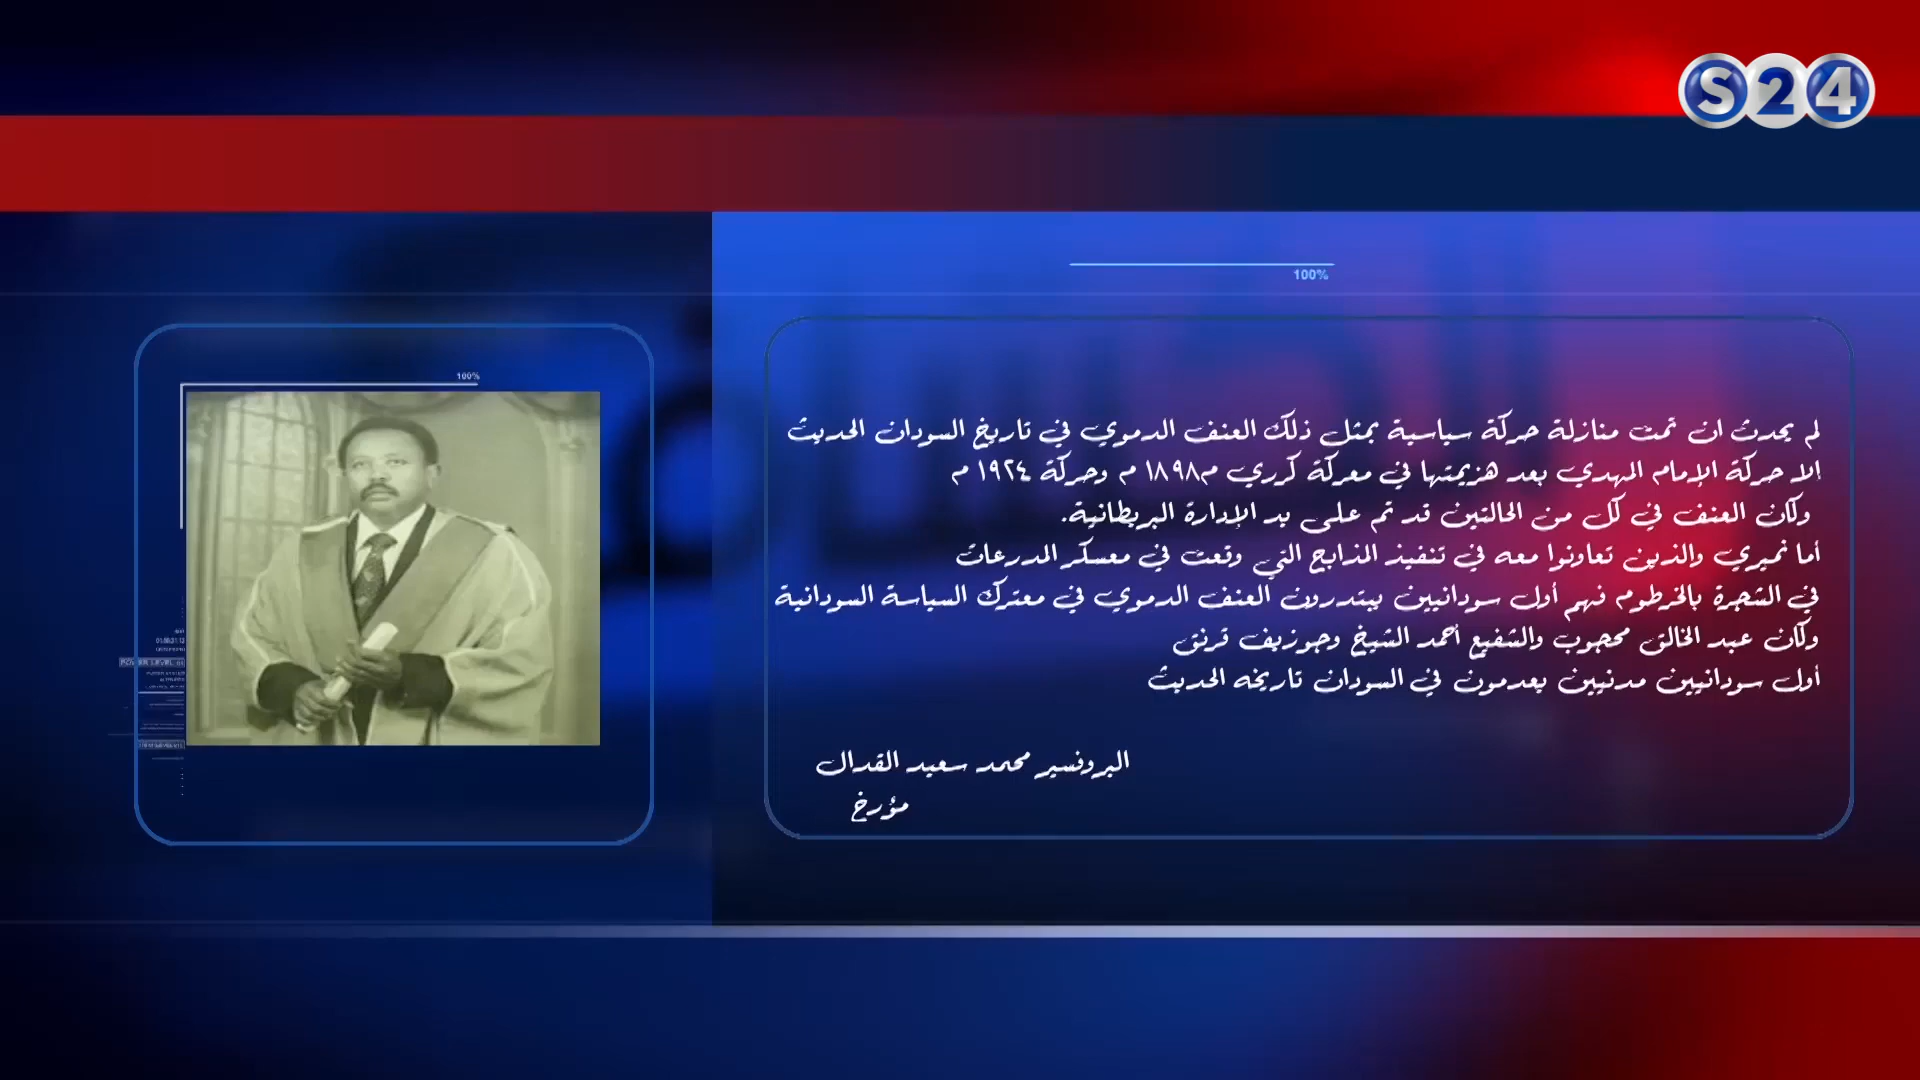 S24
100%
100%
لم يحدث ان تمت منازلة حركة سياسية بمثل ذلك العنف الدموي في تاريخ السودان الحديث
الا حركة الإمام المهدي بعد هزيمتها في معركة كرري م١٨٩٨ م وحركة ١٩٢٤ م
وكان العنف في كل من الحالتين قد تم على يد الإدارة البريطانية.
أما نميري والذين تعاونوا معه في تنفيذ المذابح التي وقعت في معسكر المدرعات
في الشجرة بالخرطوم فهم أول سودانيين يبتدرون العنف الدموي في معترك السياسة السودانية
وكان عبد الخالق محجوب والشفيع أحمد الشيخ وجوزيف قرنق
أول سودانيين مدنيين يعدمون في السودان تاريخه الحديث
البروفسير محمد سعيد القدال
مؤرخ